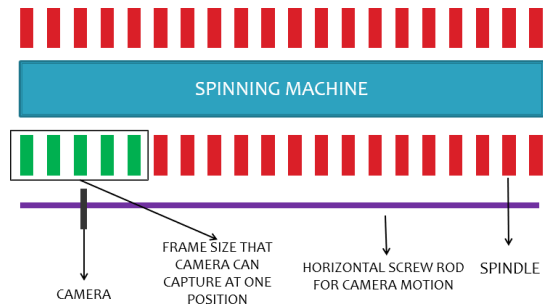 SPINNING MACHINE
FRAME SIZE THAT
CAMERA CAN
CAPTURE AT ONE
POSITION
CAMERA
HORIZONTAL SCREW ROD
FOR CAMERA MOTION
SPINDLE